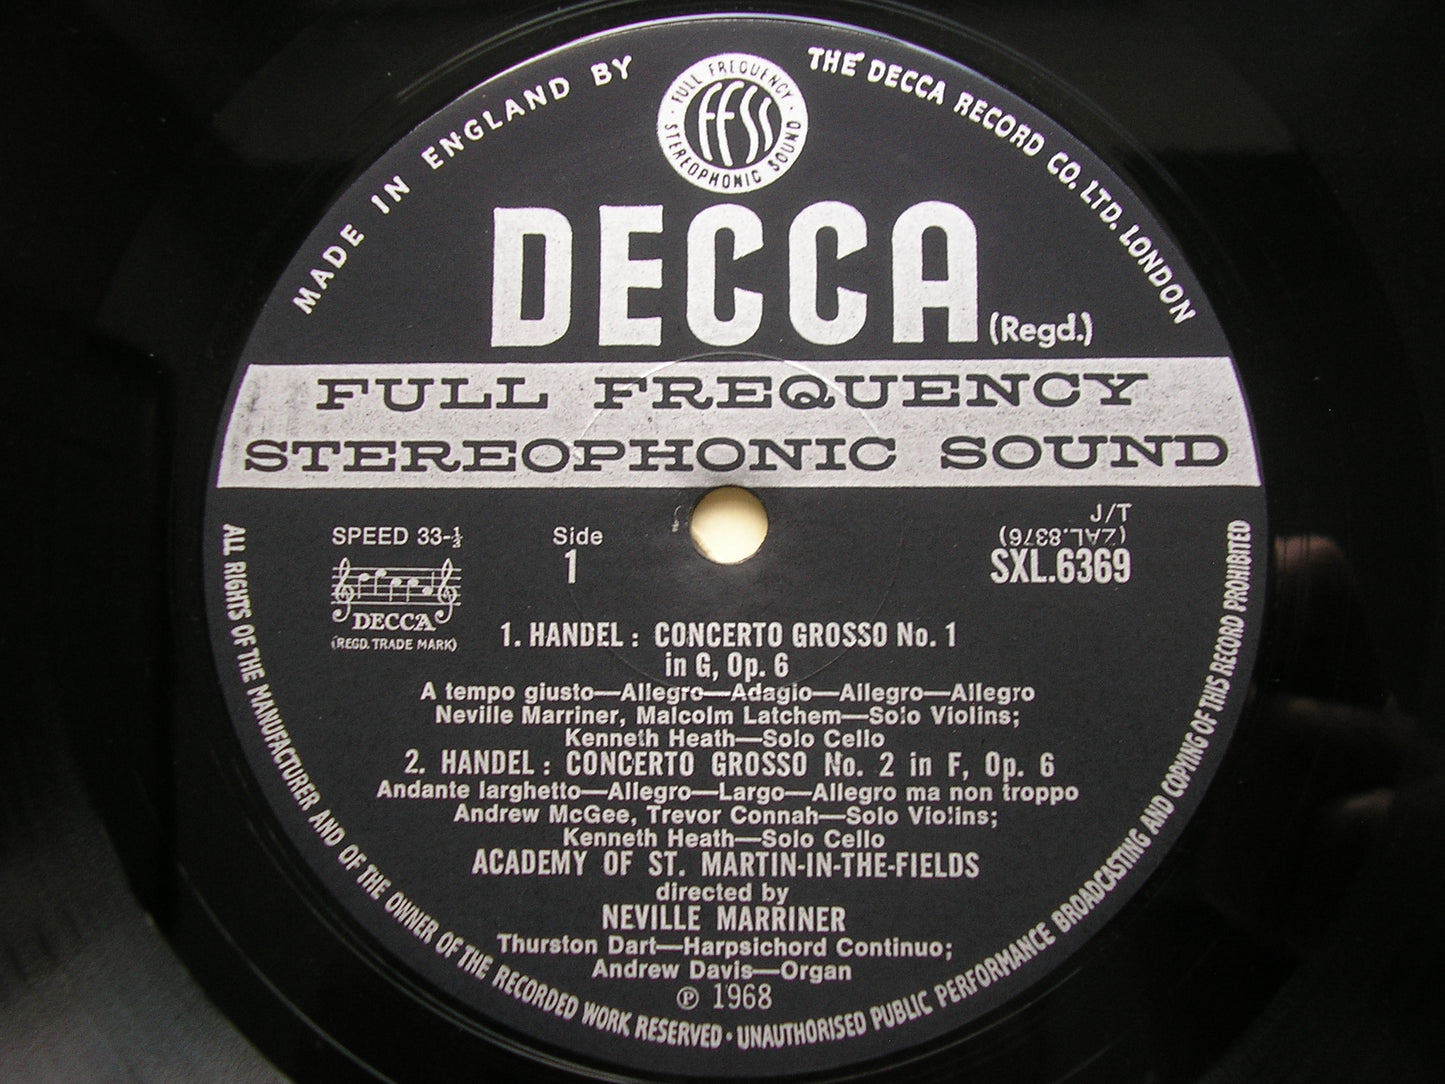 MADE IN ENGLAND BY
THE DECCA RECORD CO. LTD. LONDON
· FULL FREQUENCY · STEREOPHONIC SOUND
FFSS
DECCA (Regd.)
FULL FREQUENCY
STEREOPHONIC SOUND
J/T
(ZAL.8376)
SPEED 33-⅓
Side
1
SXL.6369
DECCA
(REGD. TRADE MARK)
1. HANDEL : CONCERTO GROSSO No. 1
in G, Op. 6
A tempo giusto—Allegro—Adagio—Allegro—Allegro
Neville Marriner, Malcolm Latchem—Solo Violins;
Kenneth Heath—Solo Cello
2. HANDEL : CONCERTO GROSSO No. 2 in F, Op. 6
Andante larghetto—Allegro—Largo—Allegro ma non troppo
Andrew McGee, Trevor Connah—Solo Violins;
Kenneth Heath—Solo Cello
ACADEMY OF ST. MARTIN-IN-THE-FIELDS
directed by
NEVILLE MARRINER
Thurston Dart—Harpsichord Continuo;
Andrew Davis—Organ
℗ 1968
ALL RIGHTS OF THE MANUFACTURER AND OF THE OWNER OF THE RECORDED WORK RESERVED · UNAUTHORISED PUBLIC PERFORMANCE BROADCASTING AND COPYING OF THIS RECORD PROHIBITED